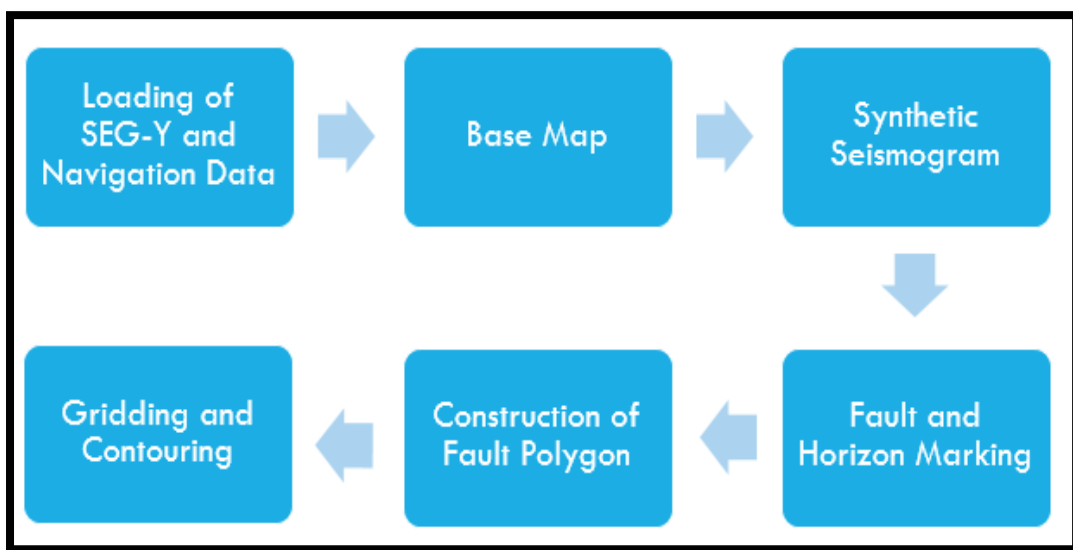 Loading of
SEG-Y and
Navigation Data
Base Map
Synthetic
Seismogram
Fault and
Horizon Marking
Construction of
Fault Polygon
Gridding and
Contouring